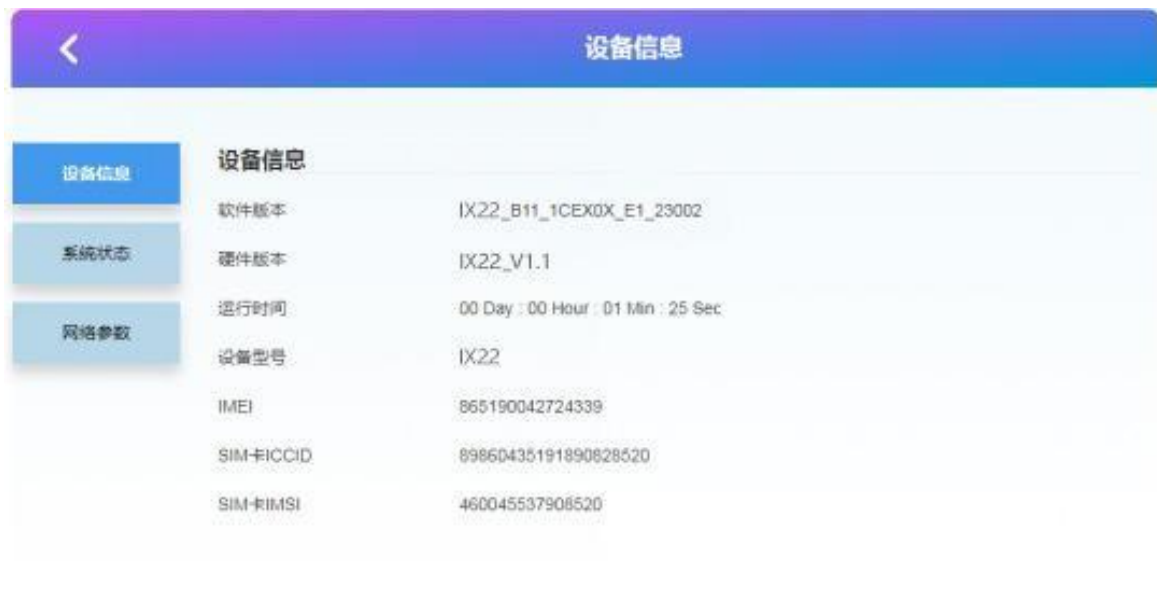 设备信息
设备信息
系统状态
网络参数
设备信息
软件版本 IX22_B11_1CEX0X_E1_23002
硬件版本 IX22_V1.1
运行时间 00 Day : 00 Hour : 01 Min : 25 Sec
设备型号 IX22
IMEI 865190042724339
SIM卡ICCID 89860435191890828520
SIM卡IMSI 460045537908520